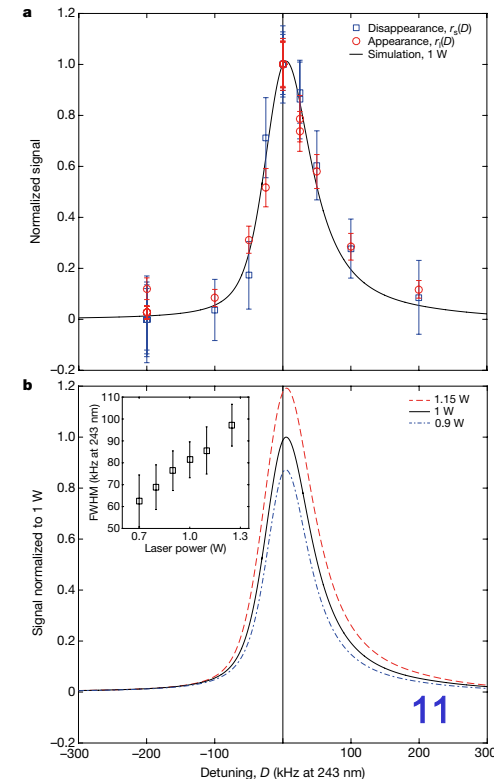 a
Disappearance, rs(D)
Appearance, rl(D)
Simulation, 1 W
1.2
1.0
0.8
0.6
0.4
0.2
0
−0.2
Normalized signal
b
1.2
1.0
0.8
0.6
0.4
0.2
0
−0.2
Signal normalized to 1 W
1.15 W
1 W
0.9 W
110
100
90
80
70
60
50
FWHM (kHz at 243 nm)
0.7 1.0 1.3
Laser power (W)
11
−300 −200 −100 0 100 200 300
Detuning, D (kHz at 243 nm)